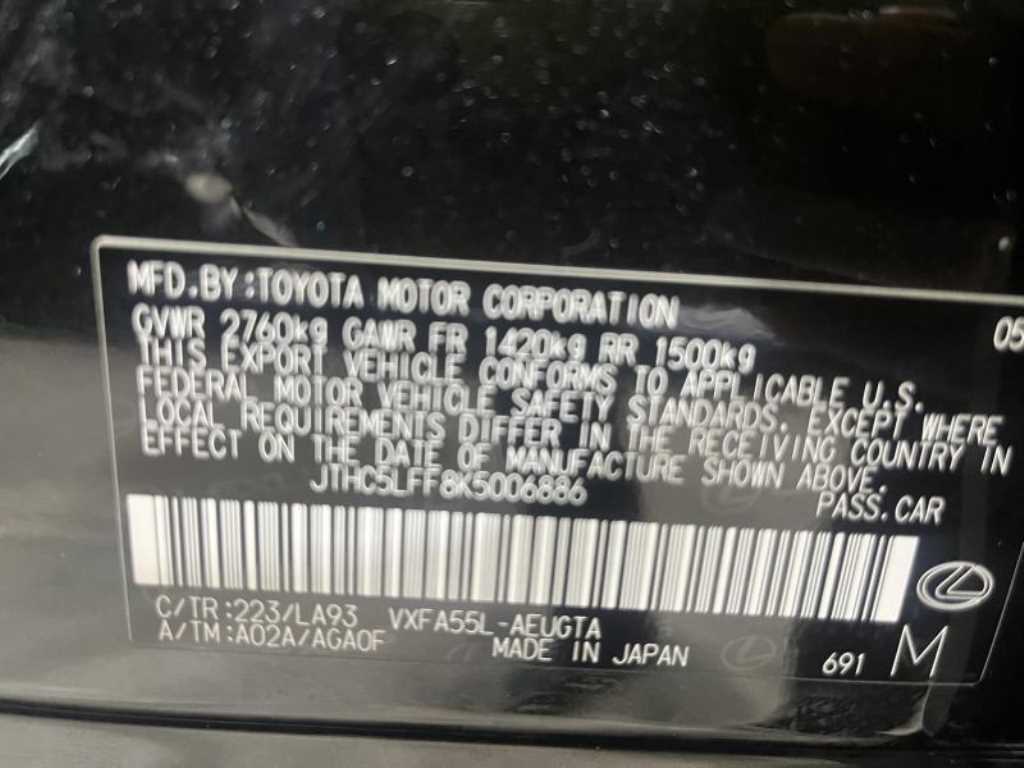 MFD.BY:TOYOTA MOTOR CORPORATION 05
GVWR 2760kg GAWR FR 1420kg RR 1500kg
THIS EXPORT VEHICLE CONFORMS TO APPLICABLE U.S.
FEDERAL MOTOR VEHICLE SAFETY STANDARDS. EXCEPT WHERE
LOCAL REQUIREMENTS DIFFER IN THE RECEIVING COUNTRY IN
EFFECT ON THE DATE OF MANUFACTURE SHOWN ABOVE.
JTHC5LFF8K5006886 PASS.CAR
C/TR:223/LA93 VXFA55L-AEUGTA
A/TM:A02A/AGA0F MADE IN JAPAN 691 M